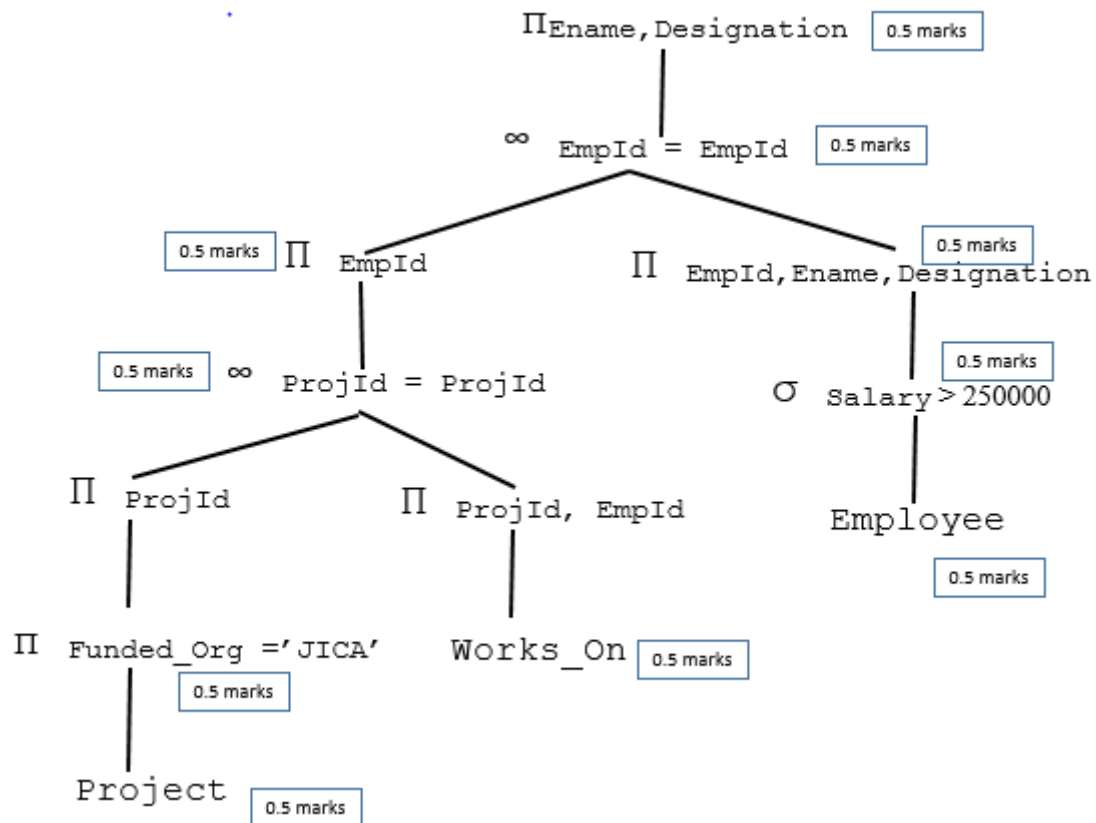 ΠEname,Designation 0.5 marks
∞ EmpId = EmpId 0.5 marks
0.5 marks Π EmpId
0.5 marks
Π EmpId,Ename,Designation
0.5 marks ∞ ProjId = ProjId
0.5 marks
σ Salary > 250000
Π ProjId
Π ProjId, EmpId
Employee
0.5 marks
Π Funded_Org =’JICA’
0.5 marks
Works_On 0.5 marks
Project 0.5 marks